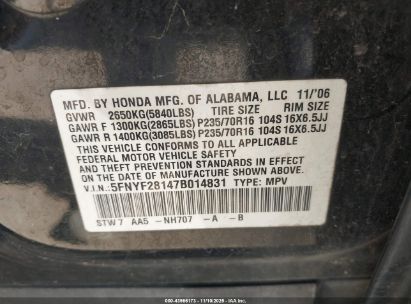 MFD. BY HONDA MFG. OF ALABAMA, LLC 11/'06
GVWR 2650KG(5840LBS) TIRE SIZE RIM SIZE
GAWR F 1300KG(2865LBS) P235/70R16 104S 16X6.5JJ
GAWR R 1400KG(3085LBS) P235/70R16 104S 16X6.5JJ
THIS VEHICLE CONFORMS TO ALL APPLICABLE
FEDERAL MOTOR VEHICLE SAFETY STANDARDS IN
EFFECT ON THE DATE OF MANUFACTURE SHOWN ABOVE.
V.I.N.: 5FNYF28147B014831 TYPE: MPV
STW7 AA5 -NH707 -A -B